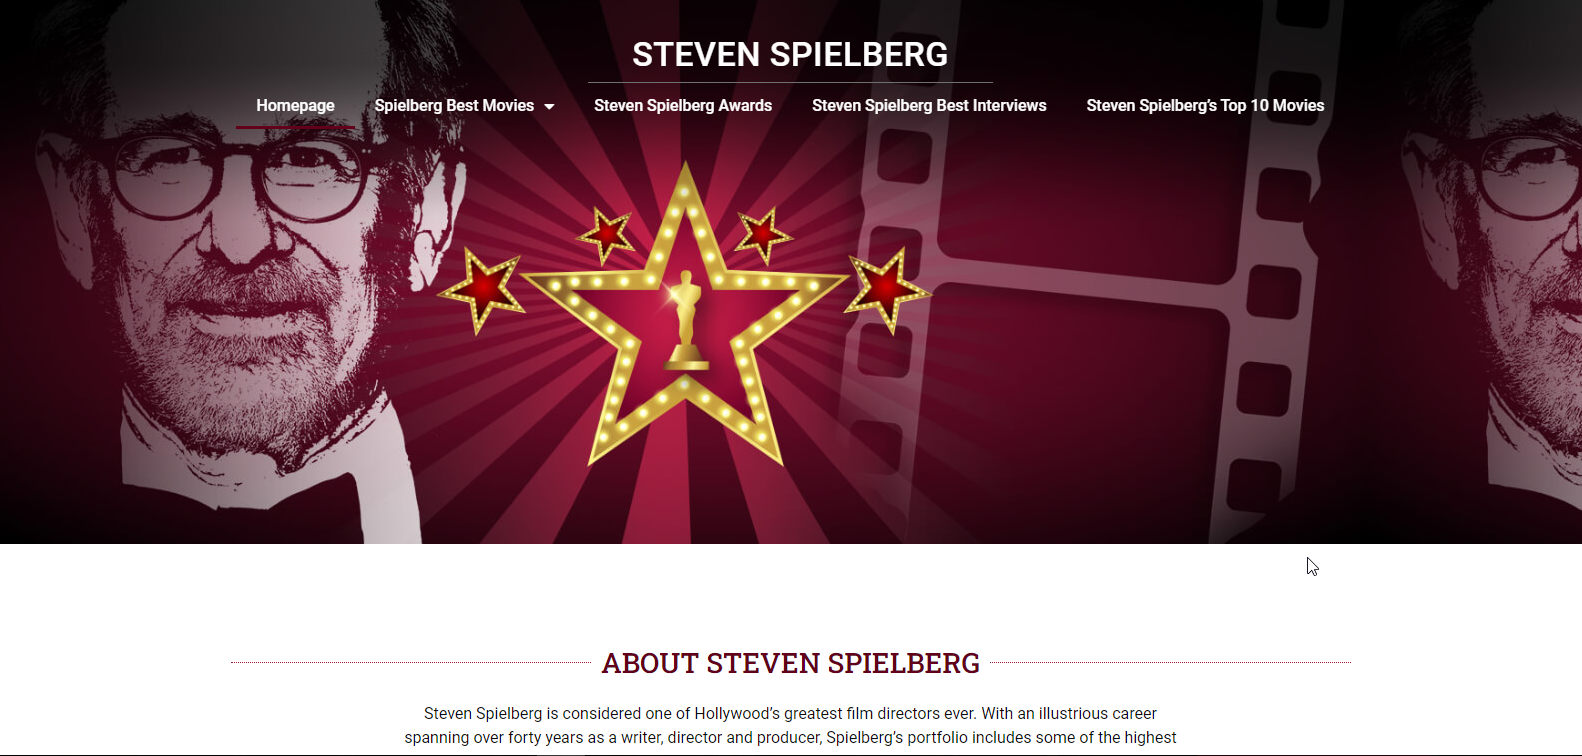 STEVEN SPIELBERG
Homepage Spielberg Best Movies Steven Spielberg Awards Steven Spielberg Best Interviews Steven Spielberg’s Top 10 Movies
ABOUT STEVEN SPIELBERG
Steven Spielberg is considered one of Hollywood’s greatest film directors ever. With an illustrious career
spanning over forty years as a writer, director and producer, Spielberg’s portfolio includes some of the highest